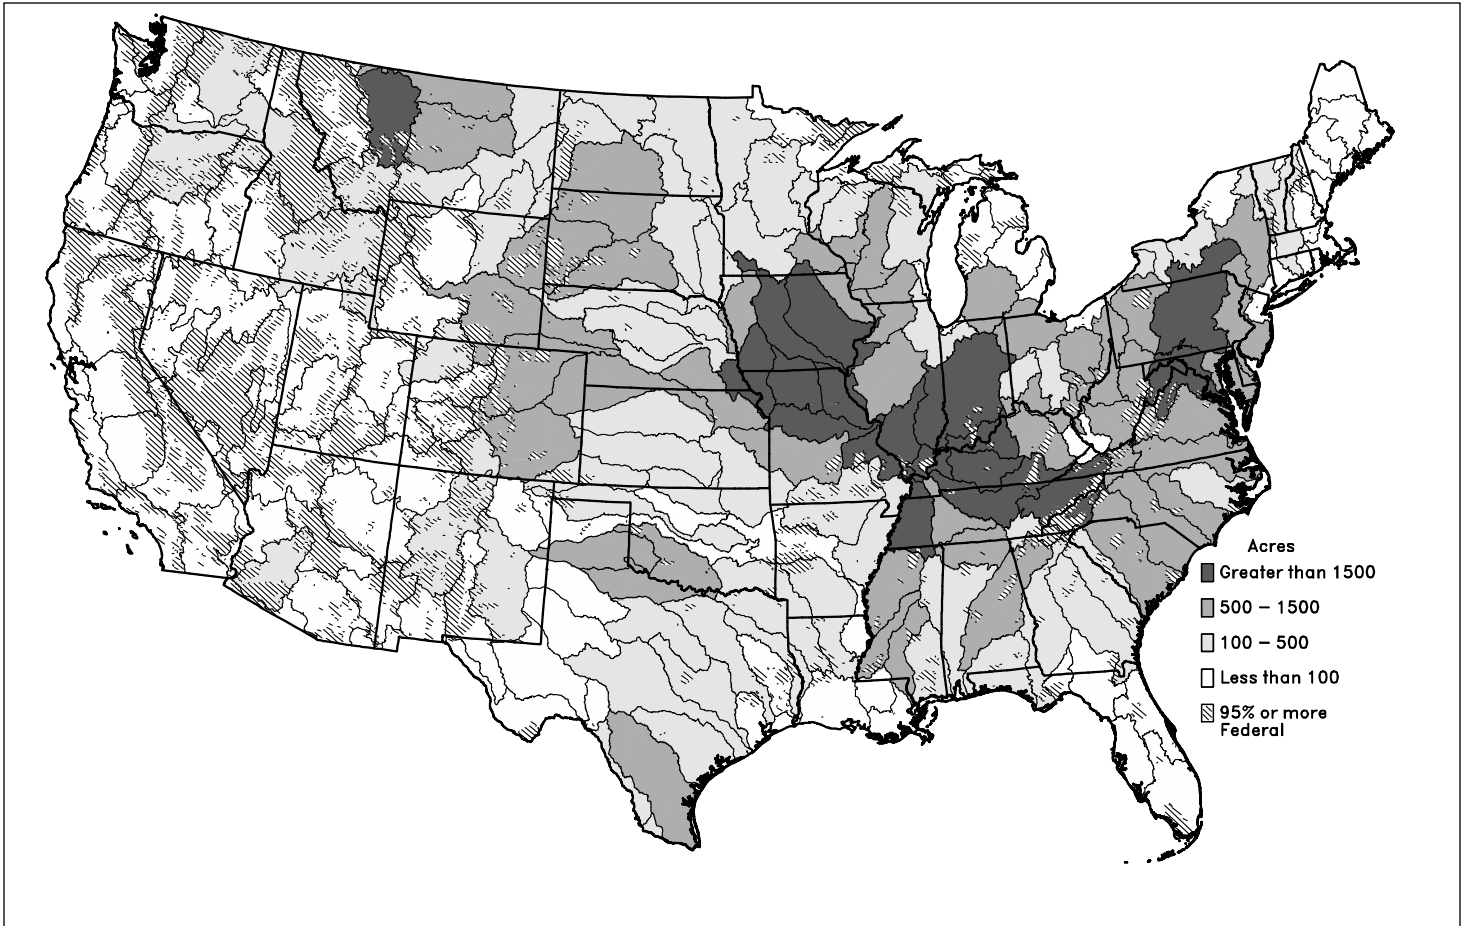 Acres
Greater than 1500
500 – 1500
100 – 500
Less than 100
95% or more
Federal